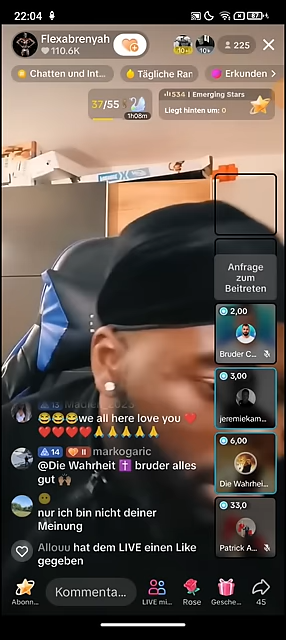 22:04
87
Flexabrenyah
110.6K
10+
10+
225
Chatten und Int...
Tägliche Ran
Erkunden >
37/55
1h08m
534 | Emerging Stars
Liegt hinten um: 0
Anfrage
zum
Beitreten
2,00
Bruder C...
3,00
jeremiekam...
6,00
Die Wahrhei...
33,0
Patrick A...
13
😂😂😂we all here love you ❤️
❤️❤️❤️❤️🙏🙏🙏🙏🙏
14 II markogaric
@Die Wahrheit ✝️ bruder alles
gut 🙌🏾
nur ich bin nicht deiner
Meinung
Allouu hat dem LIVE einen Like
gegeben
Abonn...
Kommenta...
LIVE mi...
Rose
Gesche...
45